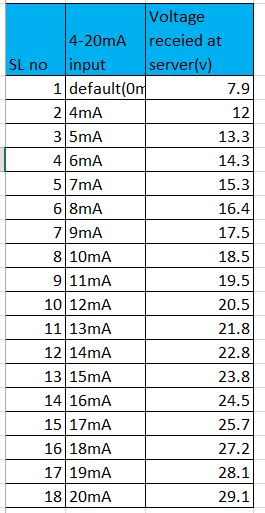 SL no 4-20mA input Voltage receied at server(v)
1 default(0m 7.9
2 4mA 12
3 5mA 13.3
4 6mA 14.3
5 7mA 15.3
6 8mA 16.4
7 9mA 17.5
8 10mA 18.5
9 11mA 19.5
10 12mA 20.5
11 13mA 21.8
12 14mA 22.8
13 15mA 23.8
14 16mA 24.5
15 17mA 25.7
16 18mA 27.2
17 19mA 28.1
18 20mA 29.1